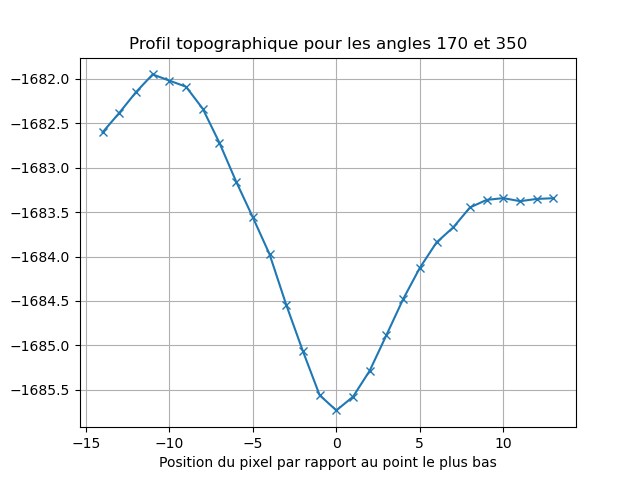 Profil topographique pour les angles 170 et 350
−1682.0
−1682.5
−1683.0
−1683.5
−1684.0
−1684.5
−1685.0
−1685.5
−15 −10 −5 0 5 10
Position du pixel par rapport au point le plus bas